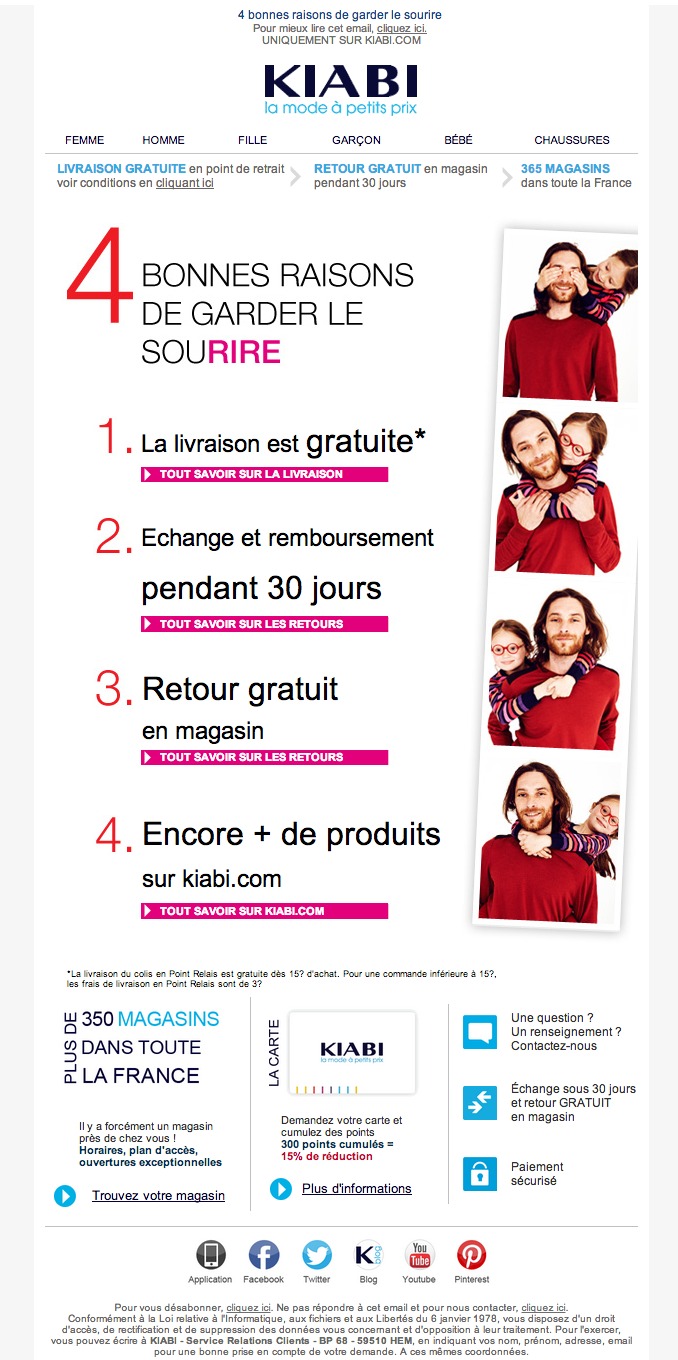 4 bonnes raisons de garder le sourire
Pour mieux lire cet email, cliquez ici.
UNIQUEMENT SUR KIABI.COM
KIABI
la mode à petits prix
FEMME HOMME FILLE GARÇON BÉBÉ CHAUSSURES
LIVRAISON GRATUITE en point de retrait
voir conditions en cliquant ici
RETOUR GRATUIT en magasin
pendant 30 jours
365 MAGASINS
dans toute la France
4 BONNES RAISONS
DE GARDER LE
SOURIRE
1. La livraison est gratuite*
TOUT SAVOIR SUR LA LIVRAISON
2. Echange et remboursement
pendant 30 jours
TOUT SAVOIR SUR LES RETOURS
3. Retour gratuit
en magasin
TOUT SAVOIR SUR LES RETOURS
4. Encore + de produits
sur kiabi.com
TOUT SAVOIR SUR KIABI.COM
*La livraison du colis en Point Relais est gratuite dès 15? d'achat. Pour une commande inférieure à 15?,
les frais de livraison en Point Relais sont de 3?
PLUS DE
350 MAGASINS
DANS TOUTE
LA FRANCE
Il y a forcément un magasin
près de chez vous !
Horaires, plan d'accès,
ouvertures exceptionnelles
Trouvez votre magasin
LA CARTE
KIABI
la mode à petits prix
Demandez votre carte et
cumulez des points
300 points cumulés =
15% de réduction
Plus d'informations
Une question ?
Un renseignement ?
Contactez-nous
Échange sous 30 jours
et retour GRATUIT
en magasin
Paiement
sécurisé
K blog
You Tube
Application Facebook Twitter Blog Youtube Pinterest
Pour vous désabonner, cliquez ici. Ne pas répondre à cet email et pour nous contacter, cliquez ici.
Conformément à la Loi relative à l'Informatique, aux fichiers et aux Libertés du 6 janvier 1978, vous disposez d'un droit
d'accès, de rectification et de suppression des données vous concernant et d'opposition à leur traitement. Pour l'exercer,
vous pouvez écrire à KIABI - Service Relations Clients - BP 68 - 59510 HEM, en indiquant vos nom, prénom, adresse, email
pour une bonne prise en compte de votre demande. A ces mêmes coordonnées.